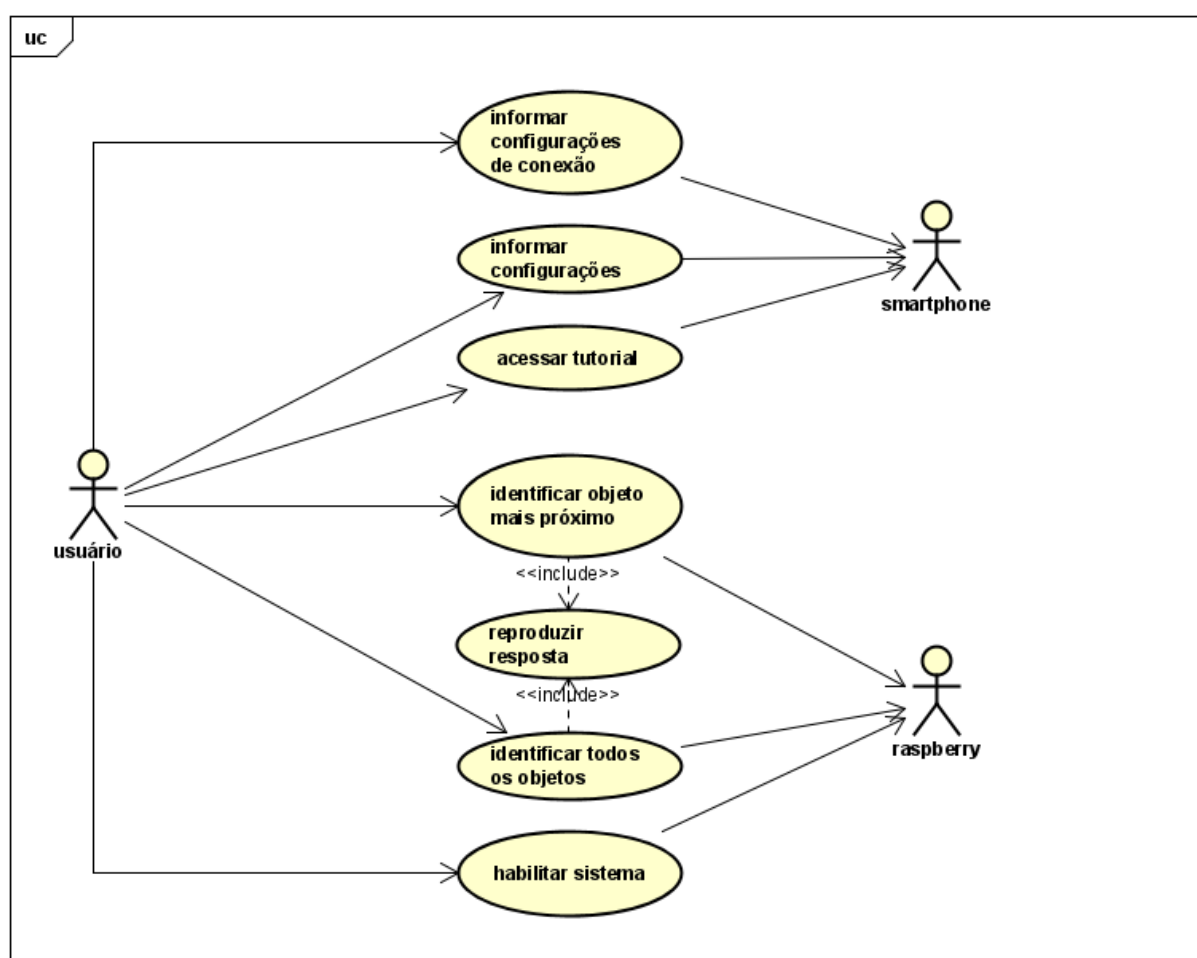 uc
informar
configurações
de conexão
informar
configurações
smartphone
acessar tutorial
identificar objeto
mais próximo
usuário
<<include>>
reproduzir
resposta
<<include>>
identificar todos
os objetos
raspberry
habilitar sistema